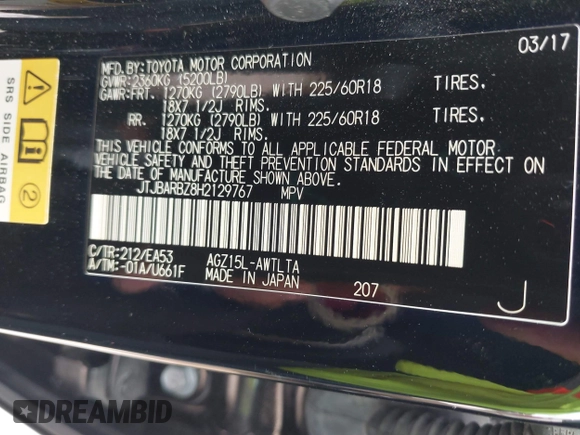 03/17
MFD. BY: TOYOTA MOTOR CORPORATION
GVWR: 2360KG (5200LB)
GAWR: FRT. 1270KG (2790LB) WITH 225/60R18 TIRES,
18X7 1/2J RIMS.
RR. 1270KG (2790LB) WITH 225/60R18 TIRES,
18X7 1/2J RIMS.
THIS VEHICLE CONFORMS TO ALL APPLICABLE FEDERAL MOTOR
VEHICLE SAFETY AND THEFT PREVENTION STANDARDS IN EFFECT ON
THE DATE OF MANUFACTURE SHOWN ABOVE.
JTJBARBZ8H2129767 MPV
C/TR: 212/EA53 AGZ15L-AWTLTA
A/TM: -01A/U661F MADE IN JAPAN 207 J
SRS SIDE AIRBAG
2
DREAMBID